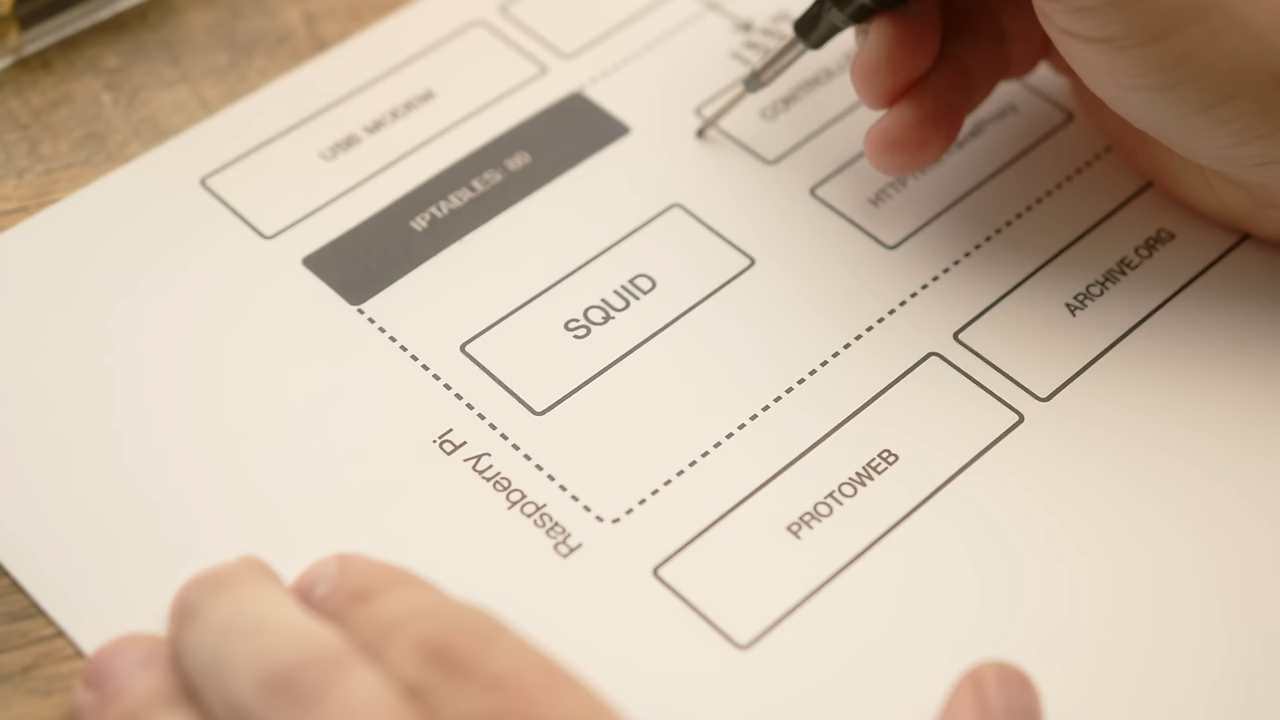 USB MODEM
IPTABLES: 80
SQUID
Raspberry Pi
ARCHIVE.ORG
PROTOWEB